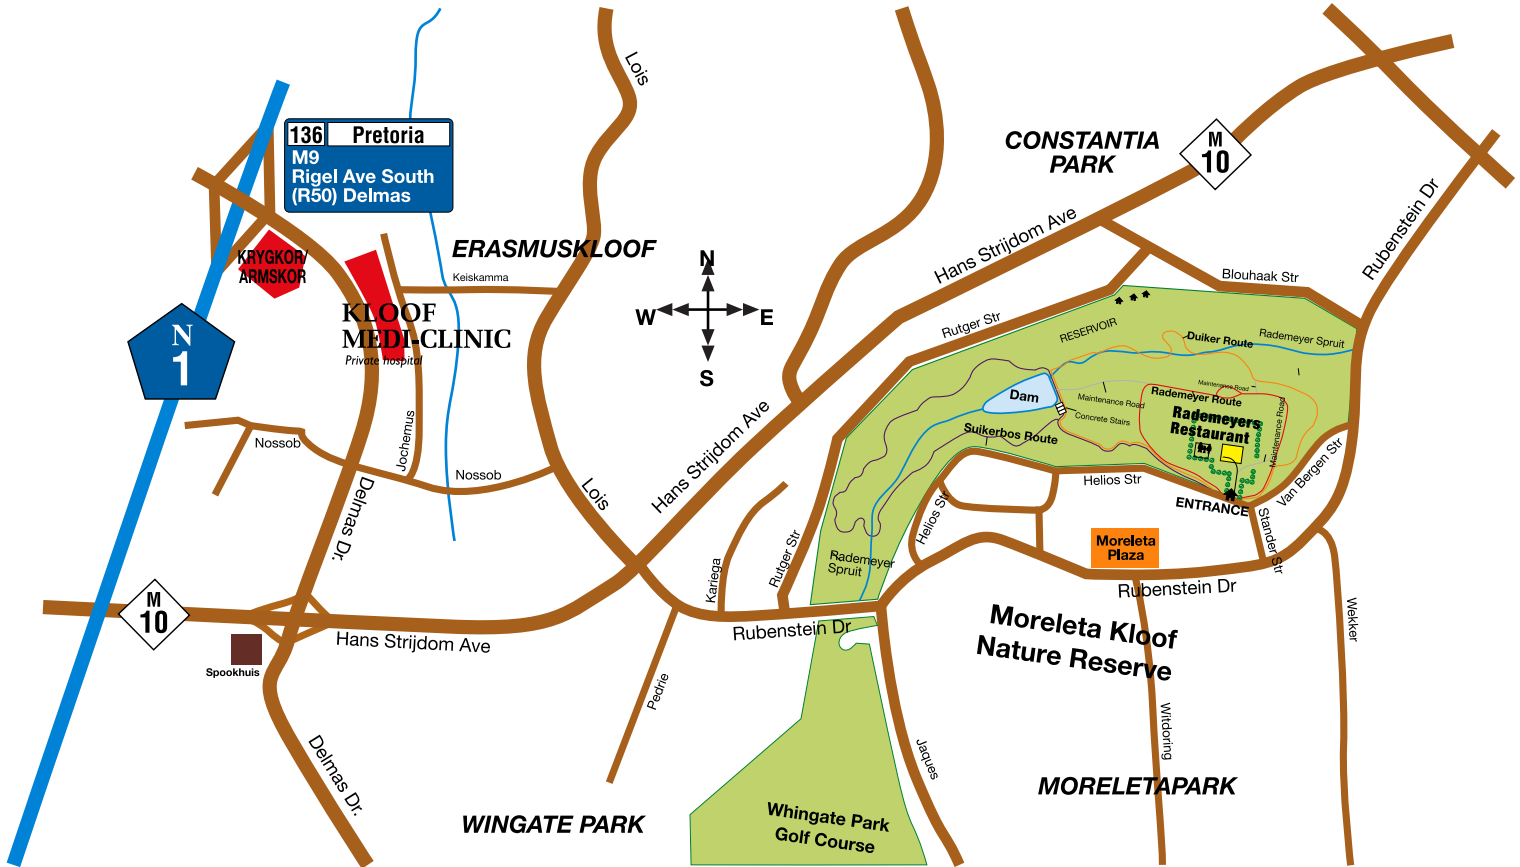 136 Pretoria
M9
Rigel Ave South
(R50) Delmas
Lois
CONSTANTIA
PARK
M
10
Rubenstein Dr
ERASMUSKLOOF
KRYGKOR/
ARMSKOR
Keiskamma
N
W
E
S
Hans Strijdom Ave
Blouhaak Str
KLOOF
MEDI-CLINIC
Private hospital
N
1
Rutger Str
RESERVOIR
Duiker Route
Rademeyer Spruit
Maintenance Road
Rademeyer Route
Dam
Maintenance Road
Concrete Stairs
Rademeyers
Restaurant
Maintenance Road
Suikerbos Route
Nossob
Jochemus
Nossob
Hans Strijdom Ave
Lois
Delmas Dr.
Helios Str
Van Bergen Str
ENTRANCE
Stander Str
Helios Str
Moreleta
Plaza
Rutger Str
Kariega
Rademeyer
Spruit
Rubenstein Dr
M
10
Hans Strijdom Ave
Rubenstein Dr
Spookhuis
Moreleta Kloof
Nature Reserve
Wekker
Pedrie
Witdoring
Jaques
Delmas Dr.
MORELETAPARK
WINGATE PARK
Whingate Park
Golf Course